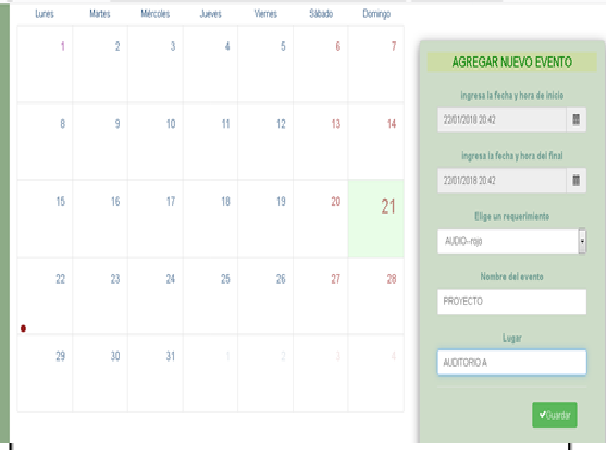 Lunes Martes Miércoles Jueves Viernes Sábado Domingo
1 2 3 4 5 6 7
8 9 10 11 12 13 14
15 16 17 18 19 20 21
22 23 24 25 26 27 28
29 30 31 1 2 3 4
AGREGAR NUEVO EVENTO
Ingresa la fecha y hora de inicio
22/01/2018 20:42
Ingresa la fecha y hora del final
22/01/2018 20:42
Elige un requerimiento
AUDIO--rojo
Nombre del evento
PROYECTO
Lugar
AUDITORIO A
Guardar